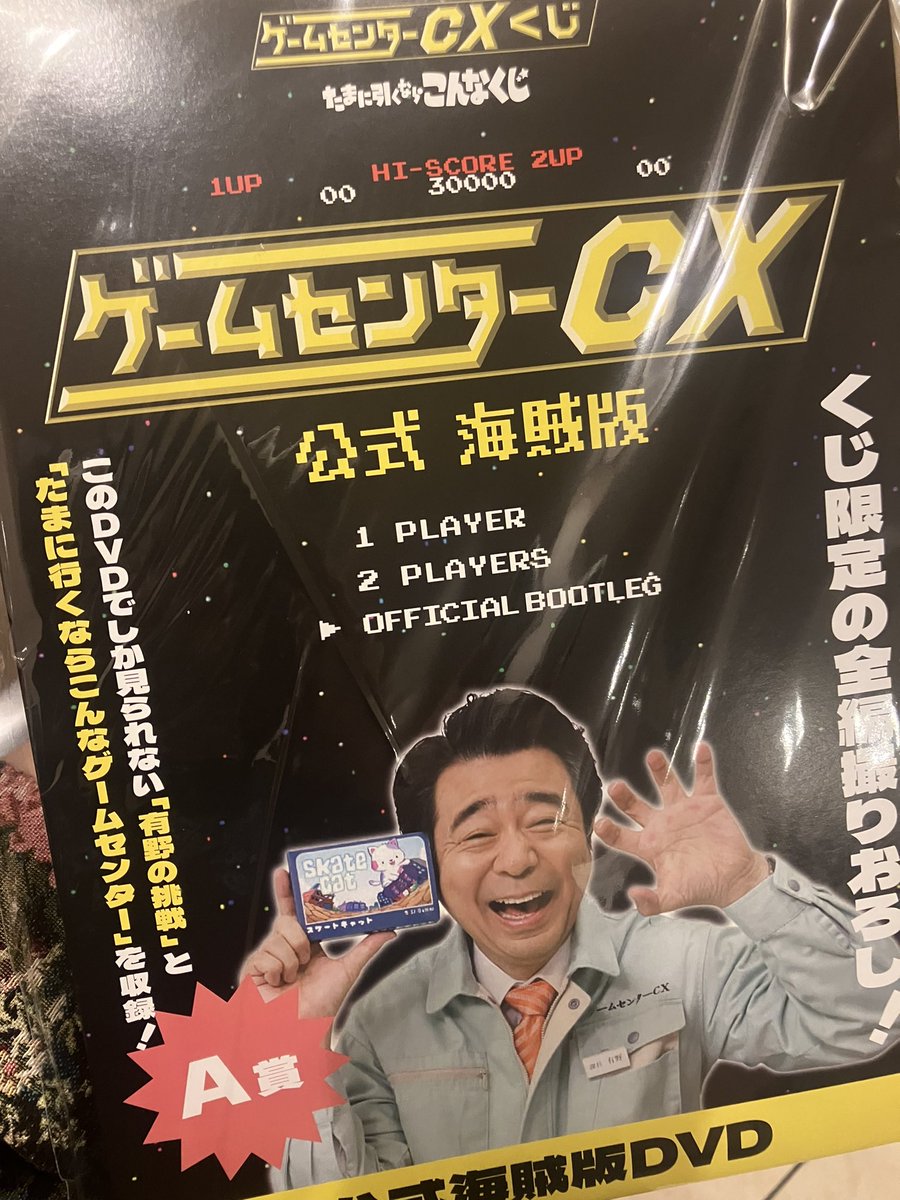 ゲームセンターCXくじ
たまに引くならこんなくじ
1UP HI-SCORE 2UP
00 30000 00
ゲームセンターCX
公式 海賊版
1 PLAYER
2 PLAYERS
▶ OFFICIAL BOOTLEG
くじ限定の全編撮りおろし!
このDVDでしか見られない「有野の挑戦」と
「たまに行くならこんなゲームセンター」を収録!
Skate
Cat
スケートキャット
ームセンターCX
課長 有野
A賞
公式海賊版DVD